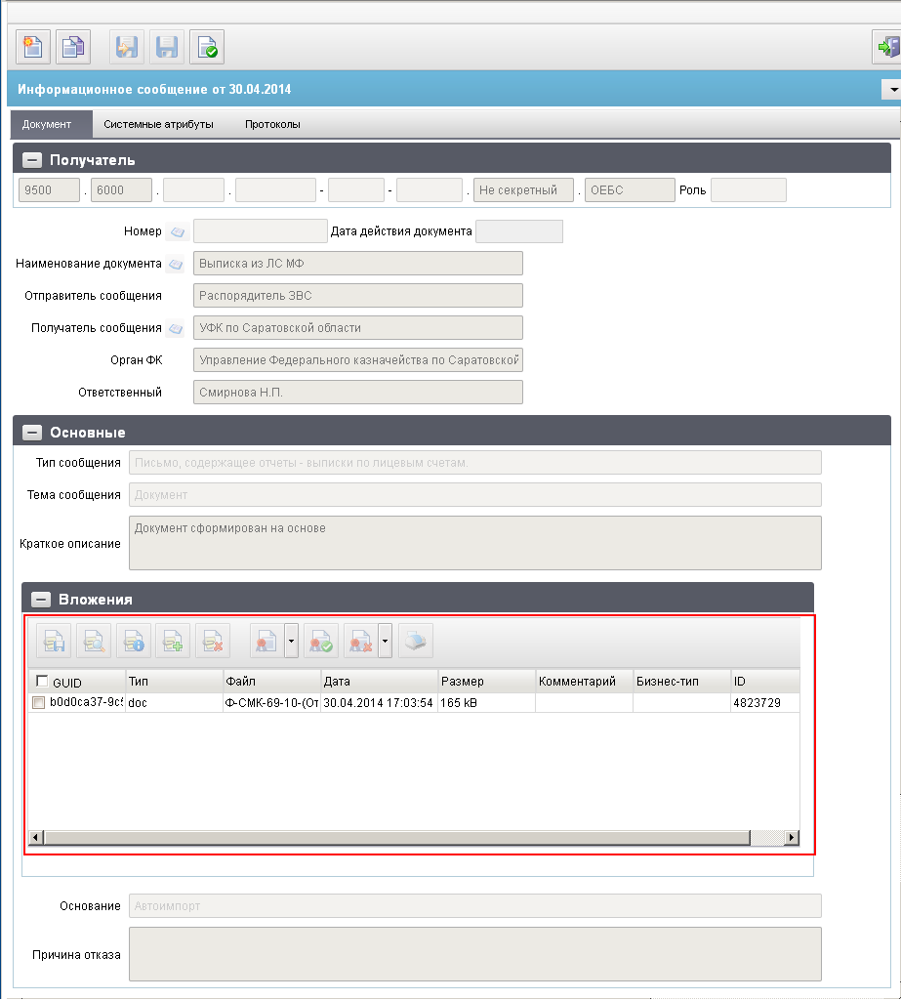 Информационное сообщение от 30.04.2014
Документ Системные атрибуты Протоколы
Получатель
9500 . 6000 . . - - . Не секретный . ОЕБС Роль
Номер Дата действия документа
Наименование документа Выписка из ЛС МФ
Отправитель сообщения Распорядитель ЗВС
Получатель сообщения УФК по Саратовской области
Орган ФК Управление Федерального казначейства по Саратовской
Ответственный Смирнова Н.П.
Основные
Тип сообщения Письмо, содержащее отчеты - выписки по лицевым счетам.
Тема сообщения Документ
Краткое описание Документ сформирован на основе
Вложения
GUID Тип Файл Дата Размер Комментарий Бизнес-тип ID
b0d0ca37-9c5 doc Ф-СМК-69-10-(От 30.04.2014 17:03:54 165 kB 4823729
Основание Автоимпорт
Причина отказа